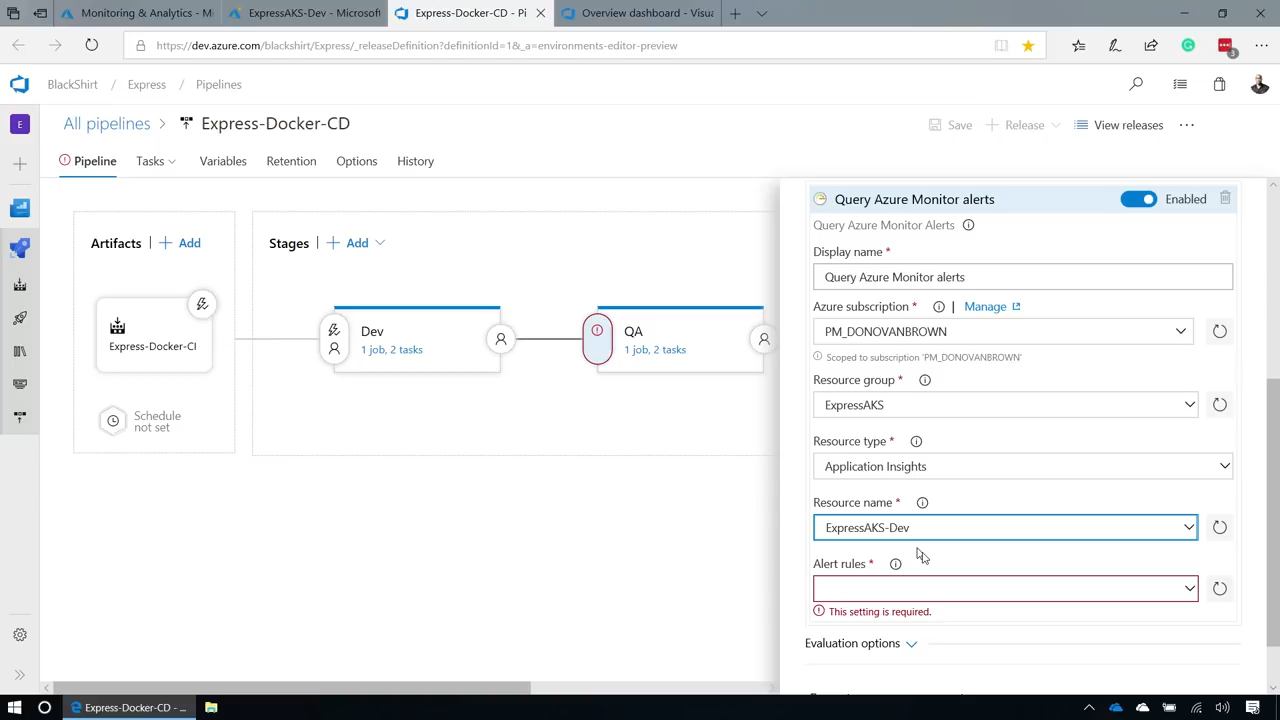 Monitoring & Analytics - Mi
ExpressAKS-Dev - Microsoft
Express-Docker-CD - Pi
Overview dashboard - Visua
https://dev.azure.com/blackshirt/Express/_releaseDefinition?definitionId=1&_a=environments-editor-preview
3
BlackShirt / Express / Pipelines
E
All pipelines > Express-Docker-CD
Save
Release
View releases
Pipeline
Tasks
Variables
Retention
Options
History
Artifacts | + Add
Stages | + Add
Express-Docker-CI
Schedule
not set
Dev
1 job, 2 tasks
QA
1 job, 2 tasks
Query Azure Monitor alerts
Enabled
Query Azure Monitor Alerts
Display name *
Query Azure Monitor alerts
Azure subscription * | Manage
PM_DONOVANBROWN
Scoped to subscription 'PM_DONOVANBROWN'
Resource group *
ExpressAKS
Resource type *
Application Insights
Resource name *
ExpressAKS-Dev
Alert rules *
This setting is required.
Evaluation options
Express-Docker-CD - ...